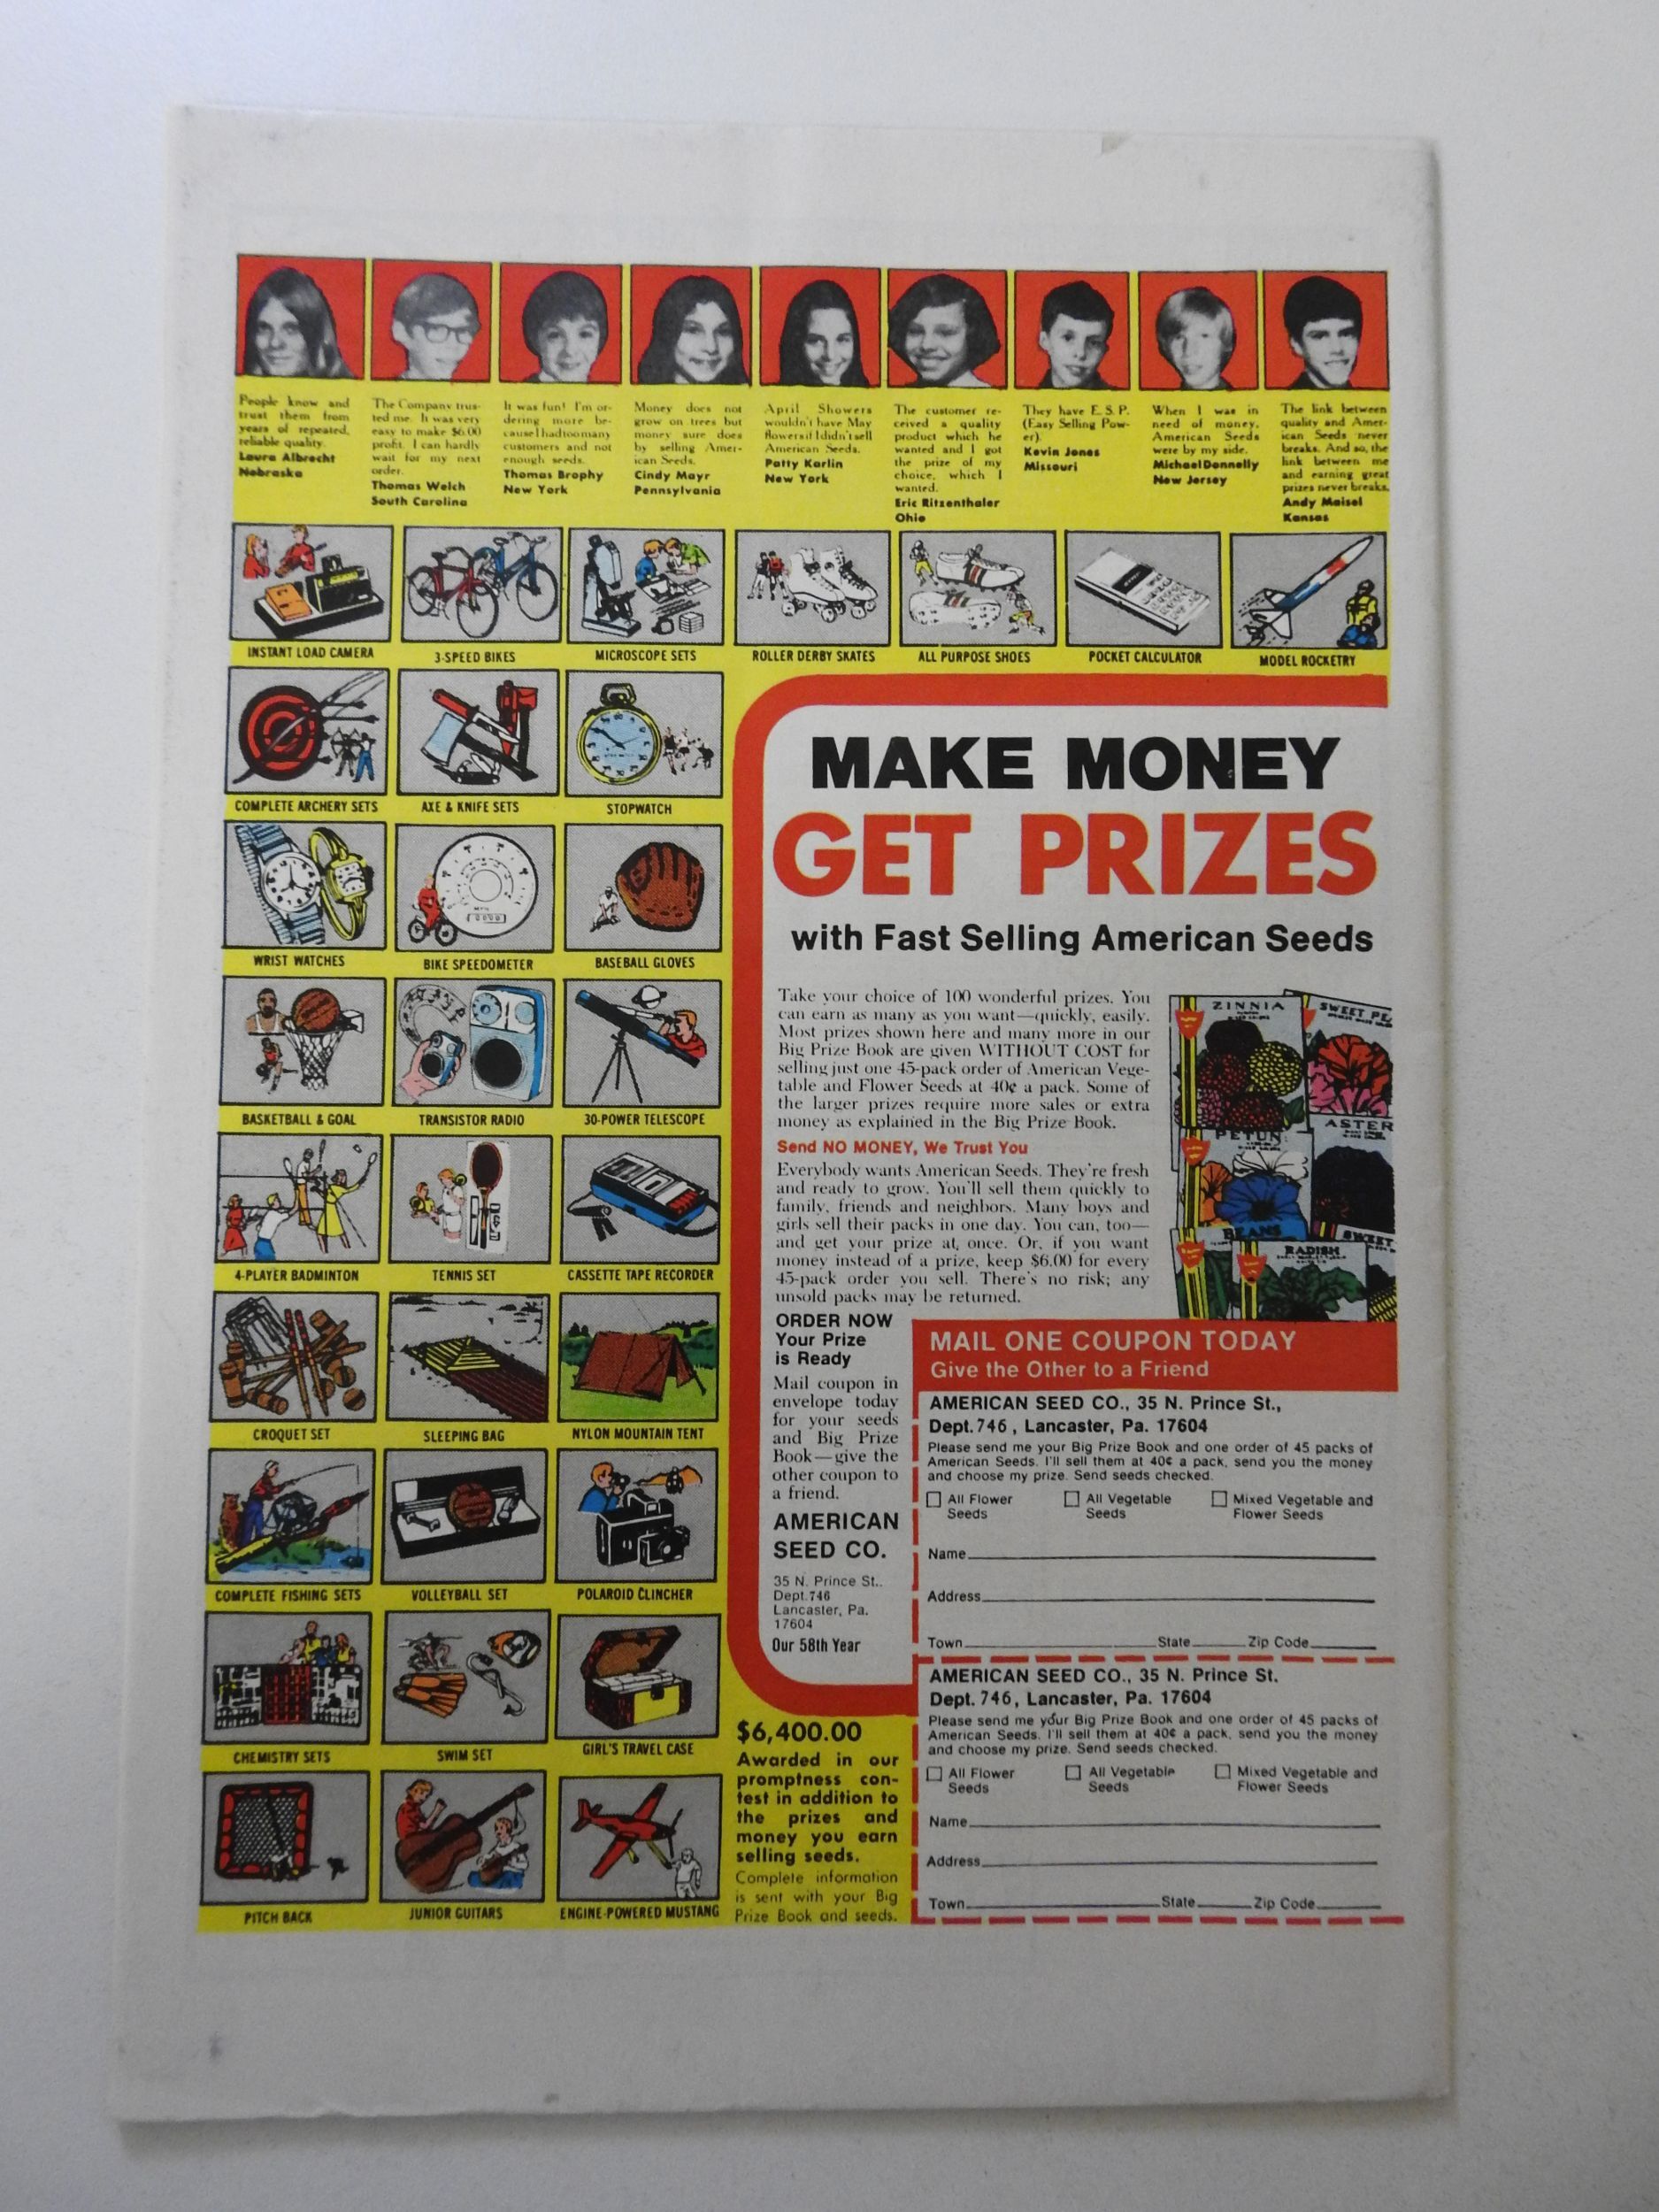 People know and
trust them from
years of repeated,
reliable quality.
Laura Albrecht
Nebraska
The Company trus-
ted me. It was very
easy to make $6.00
profit. I can hardly
wait for my next
order.
Thomas Welch
South Carolina
It was fun! I'm or-
dering more be-
cause I had too many
customers and not
enough seeds.
Thomas Brophy
New York
Money does not
grow on trees but
money sure does
by selling Amer-
ican Seeds.
Cindy Mayr
Pennsylvania
April Showers
wouldn't have May
flowers if I didn't sell
American Seeds.
Patty Karlin
New York
The customer re-
ceived a quality
product which he
wanted and I got
the prize of my
choice, which I
wanted.
Eric Ritzenthaler
Ohio
They have E.S.P.
(Easy Selling Pow-
er).
Kevin Jones
Missouri
When I was in
need of money,
American Seeds
were by my side.
Michael Donnelly
New Jersey
The link between
quality and Amer-
ican Seeds never
breaks. And so, the
link between me
and earning great
prizes never breaks.
Andy Maisel
Kansas
INSTANT LOAD CAMERA
3-SPEED BIKES
MICROSCOPE SETS
ROLLER DERBY SKATES
ALL PURPOSE SHOES
POCKET CALCULATOR
MODEL ROCKETRY
COMPLETE ARCHERY SETS
AXE & KNIFE SETS
STOPWATCH
WRIST WATCHES
BIKE SPEEDOMETER
BASEBALL GLOVES
BASKETBALL & GOAL
TRANSISTOR RADIO
30-POWER TELESCOPE
4-PLAYER BADMINTON
TENNIS SET
CASSETTE TAPE RECORDER
CROQUET SET
SLEEPING BAG
NYLON MOUNTAIN TENT
COMPLETE FISHING SETS
VOLLEYBALL SET
POLAROID CLINCHER
CHEMISTRY SETS
SWIM SET
GIRL'S TRAVEL CASE
PITCH BACK
JUNIOR GUITARS
ENGINE-POWERED MUSTANG
MAKE MONEY
GET PRIZES
with Fast Selling American Seeds
Take your choice of 100 wonderful prizes. You
can earn as many as you want—quickly, easily.
Most prizes shown here and many more in our
Big Prize Book are given WITHOUT COST for
selling just one 45-pack order of American Vege-
table and Flower Seeds at 40¢ a pack. Some of
the larger prizes require more sales or extra
money as explained in the Big Prize Book.
Send NO MONEY, We Trust You
Everybody wants American Seeds. They're fresh
and ready to grow. You'll sell them quickly to
family, friends and neighbors. Many boys and
girls sell their packs in one day. You can, too—
and get your prize at once. Or, if you want
money instead of a prize, keep $6.00 for every
45-pack order you sell. There's no risk; any
unsold packs may be returned.
ZINNIA
SWEET PE
PETUN
ASTER
BEANS
RADISH
SWEET
ORDER NOW
Your Prize
is Ready
Mail coupon in
envelope today
for your seeds
and Big Prize
Book—give the
other coupon to
a friend.
AMERICAN
SEED CO.
35 N. Prince St.,
Dept. 746
Lancaster, Pa.
17604
Our 58th Year
$6,400.00
Awarded in our
promptness con-
test in addition to
the prizes and
money you earn
selling seeds.
Complete information
is sent with your Big
Prize Book and seeds.
MAIL ONE COUPON TODAY
Give the Other to a Friend
AMERICAN SEED CO., 35 N. Prince St.,
Dept. 746, Lancaster, Pa. 17604
Please send me your Big Prize Book and one order of 45 packs of
American Seeds. I'll sell them at 40¢ a pack, send you the money
and choose my prize. Send seeds checked.
All Flower Seeds
All Vegetable Seeds
Mixed Vegetable and Flower Seeds
Name
Address
Town State Zip Code
AMERICAN SEED CO., 35 N. Prince St.
Dept. 746, Lancaster, Pa. 17604
Please send me your Big Prize Book and one order of 45 packs of
American Seeds. I'll sell them at 40¢ a pack, send you the money
and choose my prize. Send seeds checked.
All Flower Seeds
All Vegetable Seeds
Mixed Vegetable and Flower Seeds
Name
Address
Town State Zip Code